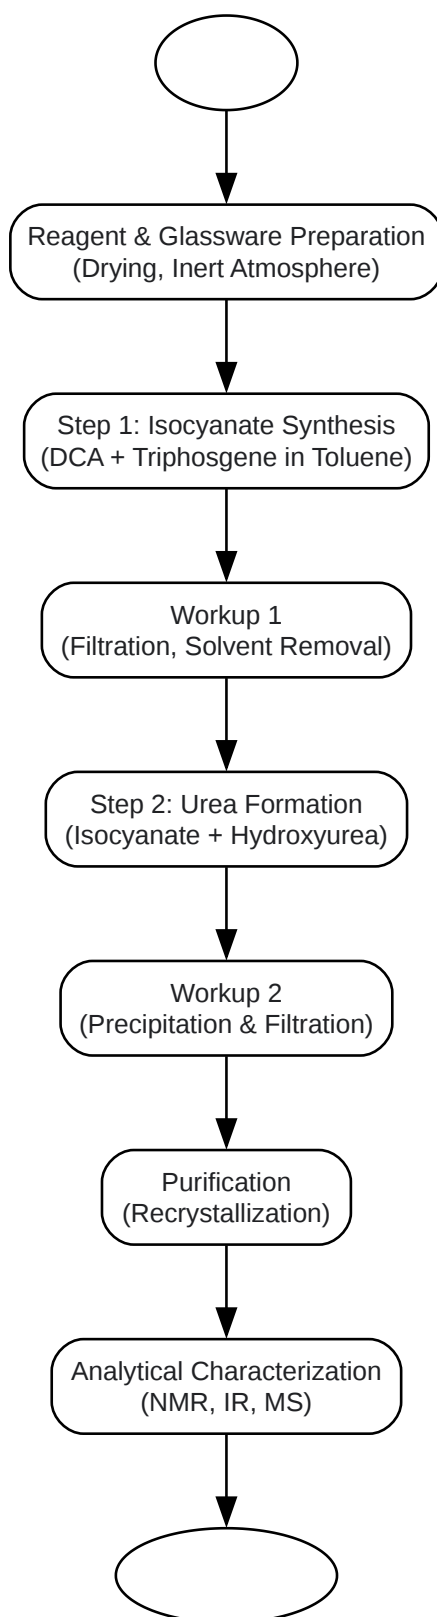 Reagent & Glassware Preparation
(Drying, Inert Atmosphere)
Step 1: Isocyanate Synthesis
(DCA + Triphosgene in Toluene)
Workup 1
(Filtration, Solvent Removal)
Step 2: Urea Formation
(Isocyanate + Hydroxyurea)
Workup 2
(Precipitation & Filtration)
Purification
(Recrystallization)
Analytical Characterization
(NMR, IR, MS)